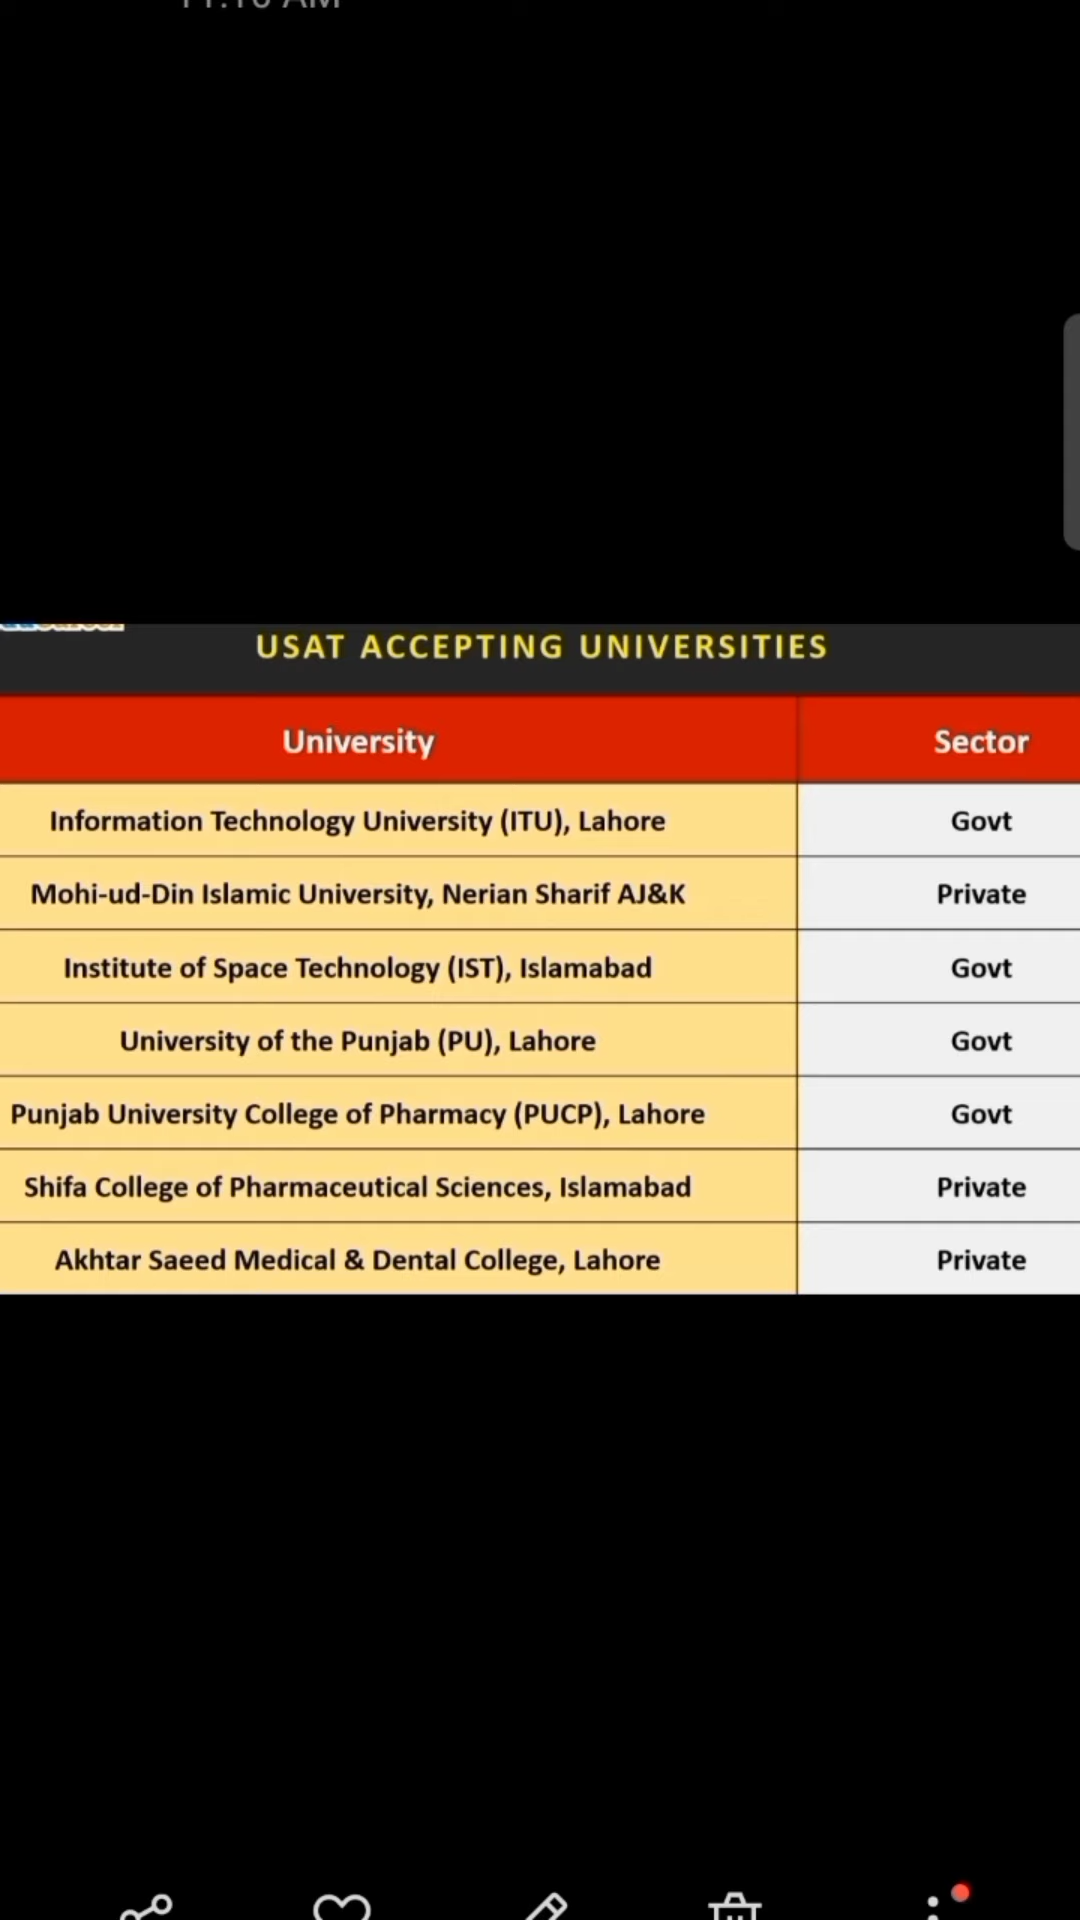 USAT ACCEPTING UNIVERSITIES
University Sector
Information Technology University (ITU), Lahore Govt
Mohi-ud-Din Islamic University, Nerian Sharif AJ&K Private
Institute of Space Technology (IST), Islamabad Govt
University of the Punjab (PU), Lahore Govt
Punjab University College of Pharmacy (PUCP), Lahore Govt
Shifa College of Pharmaceutical Sciences, Islamabad Private
Akhtar Saeed Medical & Dental College, Lahore Private